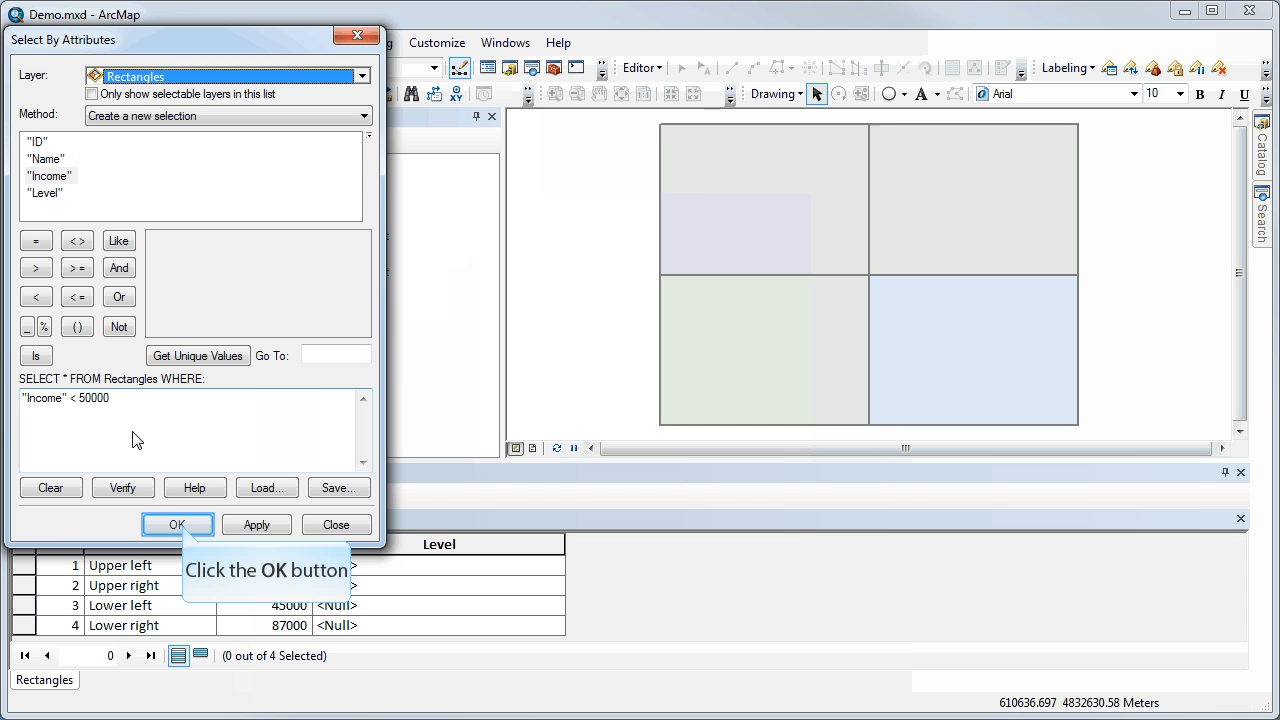 Demo.mxd - ArcMap
Select By Attributes
Customize Windows Help
Layer: Rectangles
Only show selectable layers in this list
Method: Create a new selection
Editor
Labeling
Drawing
Arial
10
B I U
"ID"
"Name"
"Income"
"Level"
= < > Like
> > = And
< < = Or
_ % ( ) Not
Is
Get Unique Values Go To:
SELECT * FROM Rectangles WHERE:
"Income" < 50000
Clear Verify Help Load... Save...
OK Apply Close
Click the OK button
Catalog
Search
Level
1 Upper left
2 Upper right
3 Lower left 45000 <Null>
4 Lower right 87000 <Null>
0 (0 out of 4 Selected)
Rectangles
610636.697 4832630.58 Meters